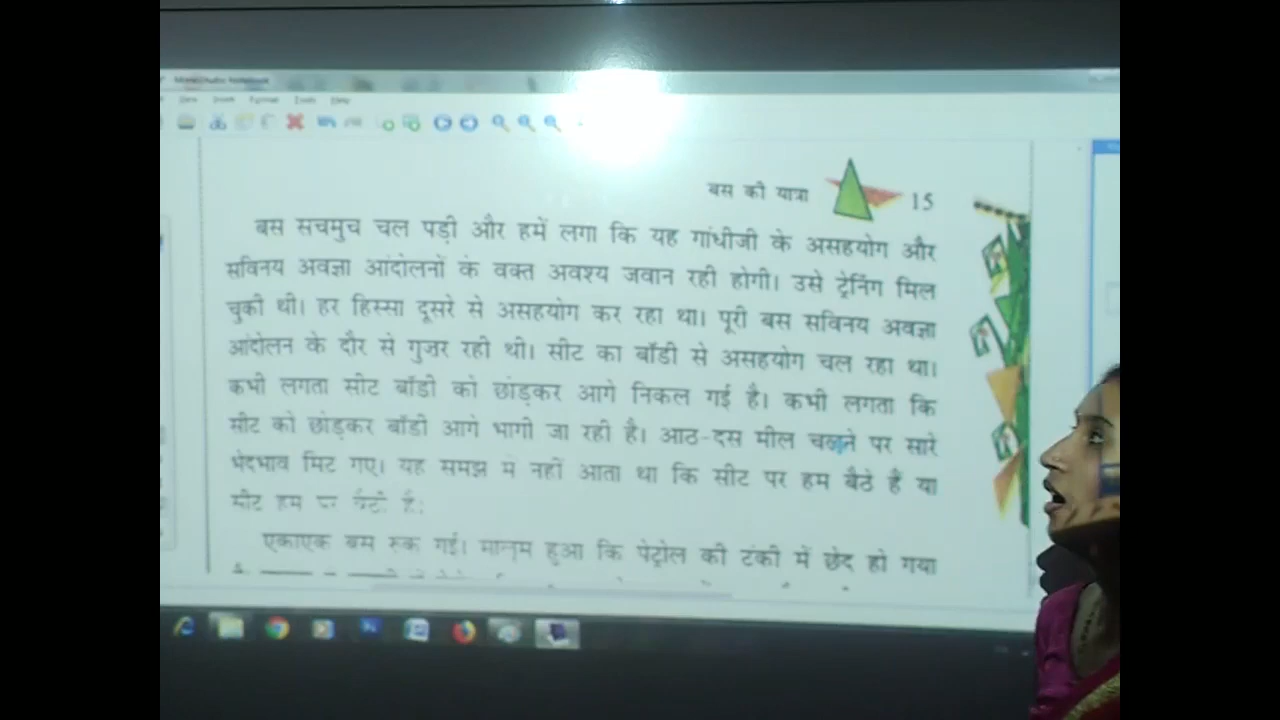 Format Tools Help
बस की यात्रा 15
बस सचमुच चल पड़ी और हमें लगा कि यह गांधीजी के असहयोग और
सविनय अवज्ञा आंदोलनों के वक्त अवश्य जवान रही होगी। उसे ट्रेनिंग मिल
चुकी थी। हर हिस्सा दूसरे से असहयोग कर रहा था। पूरी बस सविनय अवज्ञा
आंदोलन के दौर से गुज़र रही थी। सीट का बॉडी से असहयोग चल रहा था।
कभी लगता सीट बॉडी को छोड़कर आगे निकल गई है। कभी लगता कि
सीट को छोड़कर बॉडी आगे भागी जा रही है। आठ-दस मील चलने पर सारे
भेदभाव मिट गए। यह समझ में नहीं आता था कि सीट पर हम बैठे हैं या
सीट हम पर बैठी है।
एकाएक बस रुक गई। मालूम हुआ कि पेट्रोल की टंकी में छेद हो गया